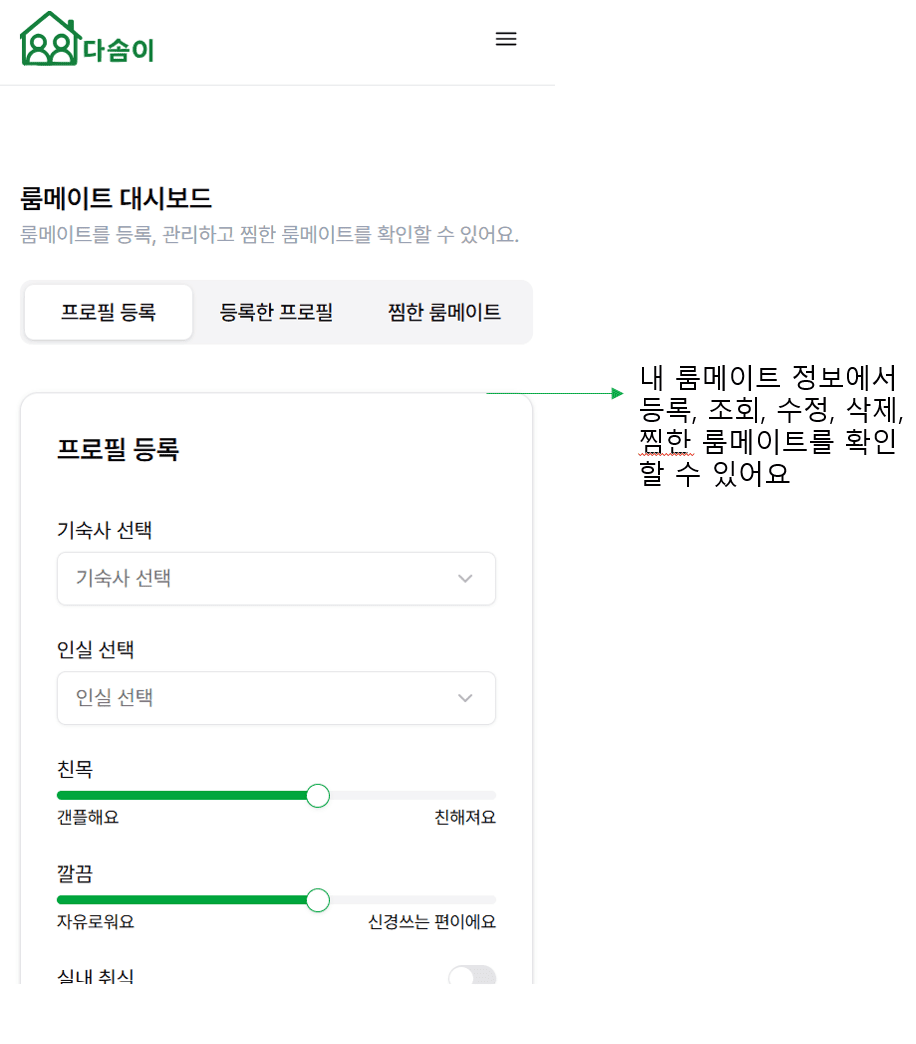 다솜이
룸메이트 대시보드
룸메이트를 등록, 관리하고 찜한 룸메이트를 확인할 수 있어요.
프로필 등록 등록한 프로필 찜한 룸메이트
내 룸메이트 정보에서
등록, 조회, 수정, 삭제,
찜한 룸메이트를 확인
할 수 있어요
프로필 등록
기숙사 선택
기숙사 선택
인실 선택
인실 선택
친목
갠플해요 친해져요
깔끔
자유로워요 신경쓰는 편이에요
실내 취식